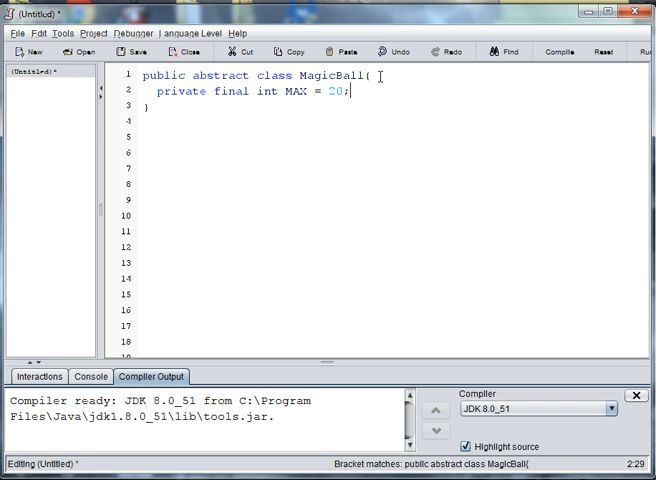 (Untitled) *
File Edit Tools Project Debugger Language Level Help
New Open Save Close Cut Copy Paste Undo Redo Find Compile Reset Ru
(Untitled) *
1 public abstract class MagicBall{
2 private final int MAX = 20;
3 }
4
5
6
7
8
9
10
11
12
13
14
15
16
17
18
19
Interactions Console Compiler Output
Compiler ready: JDK 8.0_51 from C:\Program
Files\Java\jdk1.8.0_51\lib\tools.jar.
Compiler
JDK 8.0_51
Highlight source
Editing (Untitled) * Bracket matches: public abstract class MagicBall{ 2:29